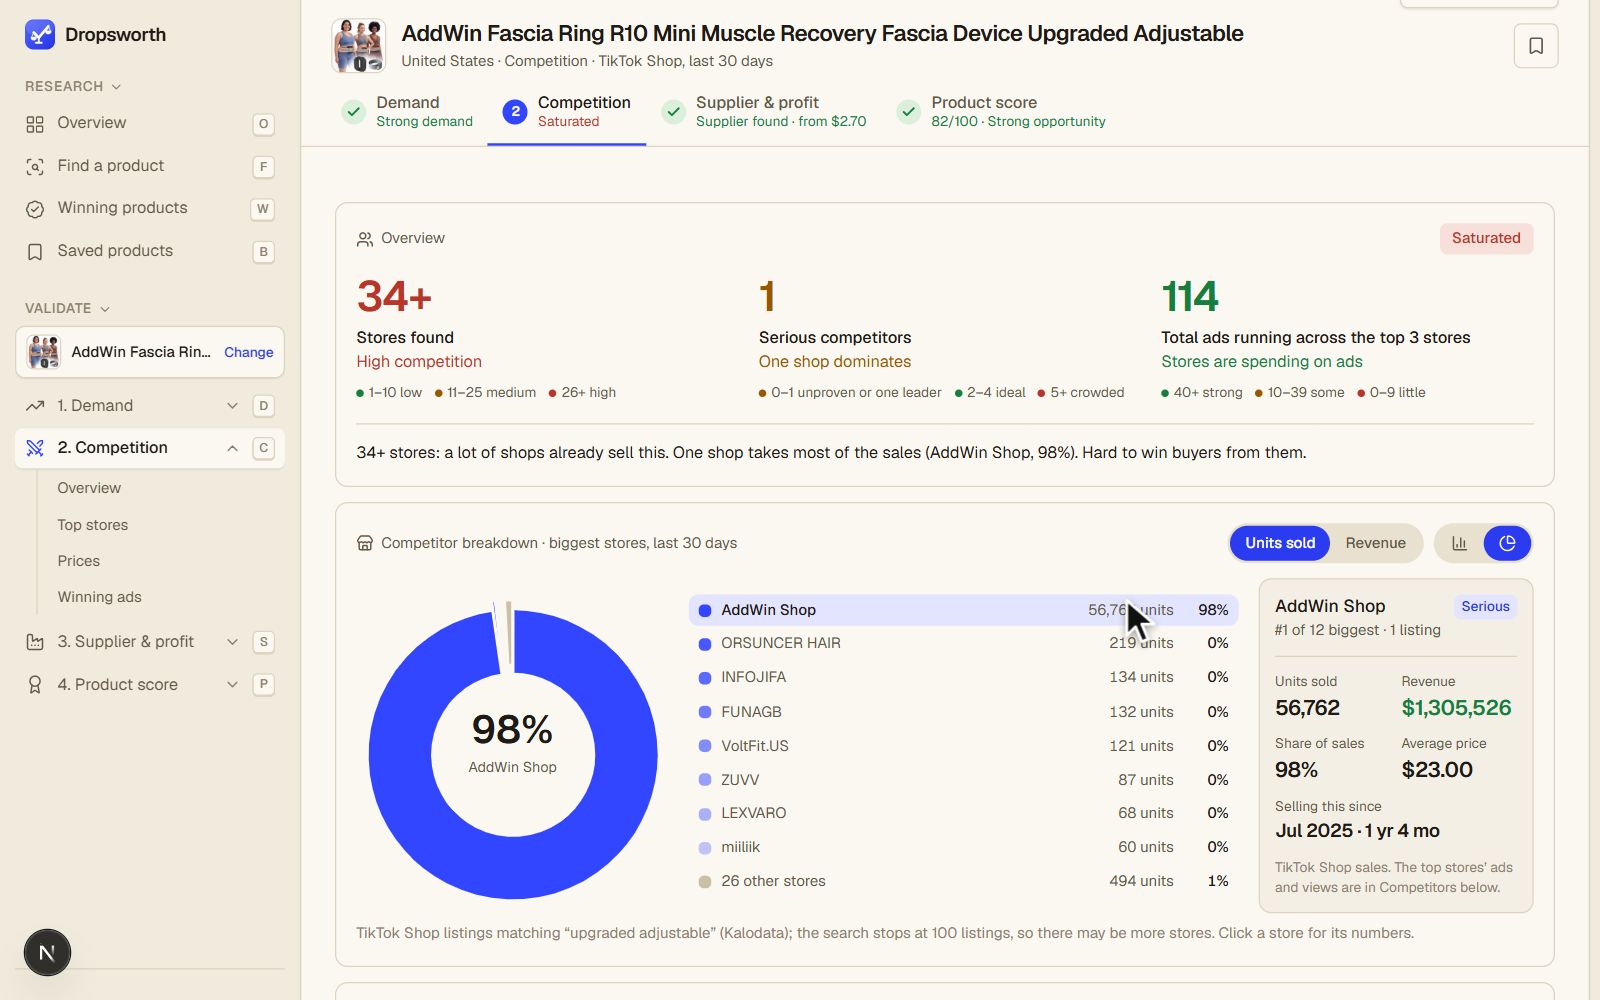 Dropsworth
RESEARCH
Overview O
Find a product F
Winning products W
Saved products B
VALIDATE
AddWin Fascia Rin... Change
1. Demand D
2. Competition C
Overview
Top stores
Prices
Winning ads
3. Supplier & profit S
4. Product score P
N
AddWin Fascia Ring R10 Mini Muscle Recovery Fascia Device Upgraded Adjustable
United States · Competition · TikTok Shop, last 30 days
Demand
Strong demand
2
Competition
Saturated
Supplier & profit
Supplier found · from $2.70
Product score
82/100 · Strong opportunity
Overview
Saturated
34+
Stores found
High competition
1–10 low 11–25 medium 26+ high
1
Serious competitors
One shop dominates
0–1 unproven or one leader 2–4 ideal 5+ crowded
114
Total ads running across the top 3 stores
Stores are spending on ads
40+ strong 10–39 some 0–9 little
34+ stores: a lot of shops already sell this. One shop takes most of the sales (AddWin Shop, 98%). Hard to win buyers from them.
Competitor breakdown · biggest stores, last 30 days
Units sold Revenue
98%
AddWin Shop
AddWin Shop units 98%
ORSUNCER HAIR 219 units 0%
INFOJIFA 134 units 0%
FUNAGB 132 units 0%
VoltFit.US 121 units 0%
ZUVV 87 units 0%
LEXVARO 68 units 0%
miiliik 60 units 0%
26 other stores 494 units 1%
AddWin Shop Serious
#1 of 12 biggest · 1 listing
Units sold Revenue
56,762 $1,305,526
Share of sales Average price
98% $23.00
Selling this since
Jul 2025 · 1 yr 4 mo
TikTok Shop sales. The top stores' ads
and views are in Competitors below.
TikTok Shop listings matching “upgraded adjustable” (Kalodata); the search stops at 100 listings, so there may be more stores. Click a store for its numbers.